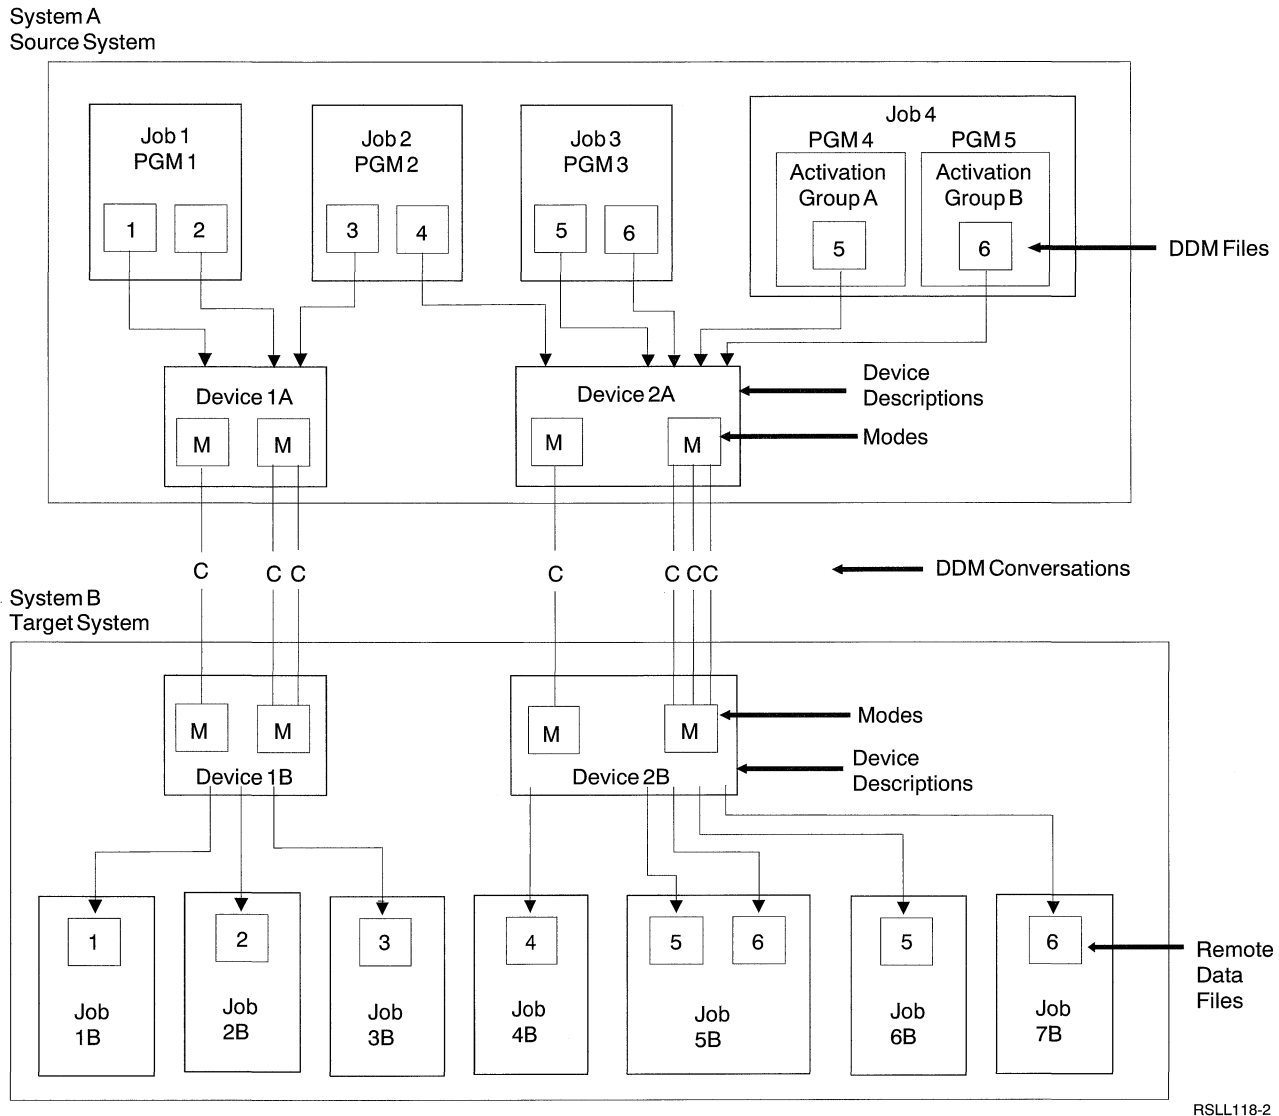 System A
Source System
Job 1
PGM 1
1 2
Job 2
PGM 2
3 4
Job 3
PGM 3
5 6
Job 4
PGM 4 PGM 5
Activation
Group A
5
Activation
Group B
6
DDM Files
Device 1A
M M
Device 2A
M M
Device
Descriptions
Modes
C C C C C C C
DDM Conversations
System B
Target System
M M
Device 1B
M M
Device 2B
Modes
Device
Descriptions
1
Job
1B
2
Job
2B
3
Job
3B
4
Job
4B
5 6
Job
5B
5
Job
6B
6
Job
7B
Remote
Data
Files
RSLL118-2